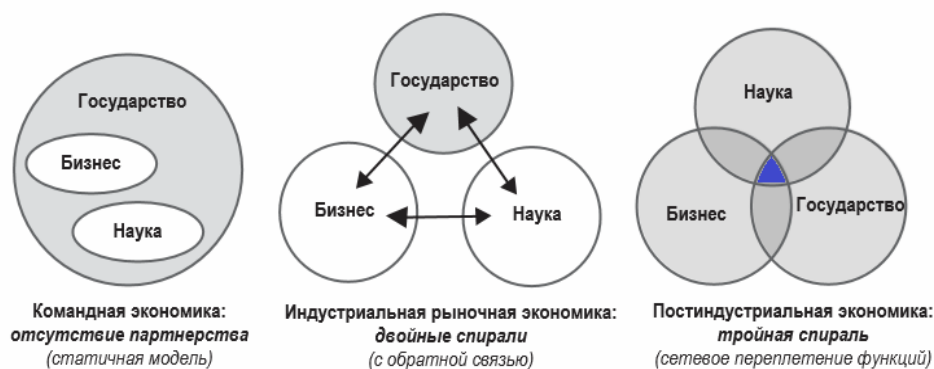 Государство
Бизнес
Наука
Командная экономика:
отсутствие партнерства
(статичная модель)
Государство
Бизнес
Наука
Индустриальная рыночная экономика:
двойные спирали
(с обратной связью)
Наука
Бизнес
Государство
Постиндустриальная экономика:
тройная спираль
(сетевое переплетение функций)